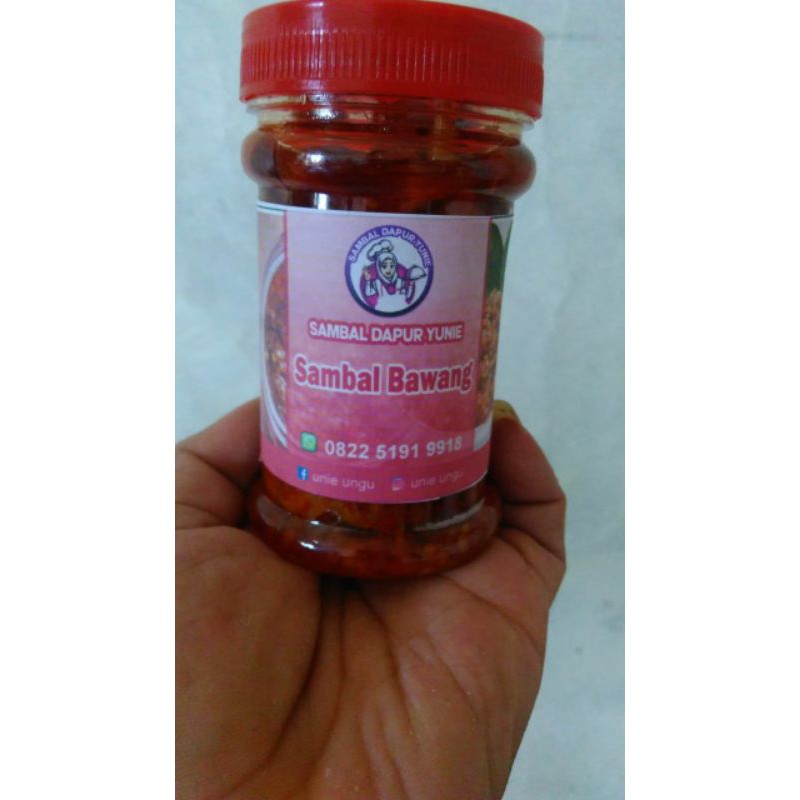 SAMBAL DAPUR YUNIE
SAMBAL DAPUR YUNIE
Sambal Bawang
0822 5191 9918
unie ungu
unie ungu